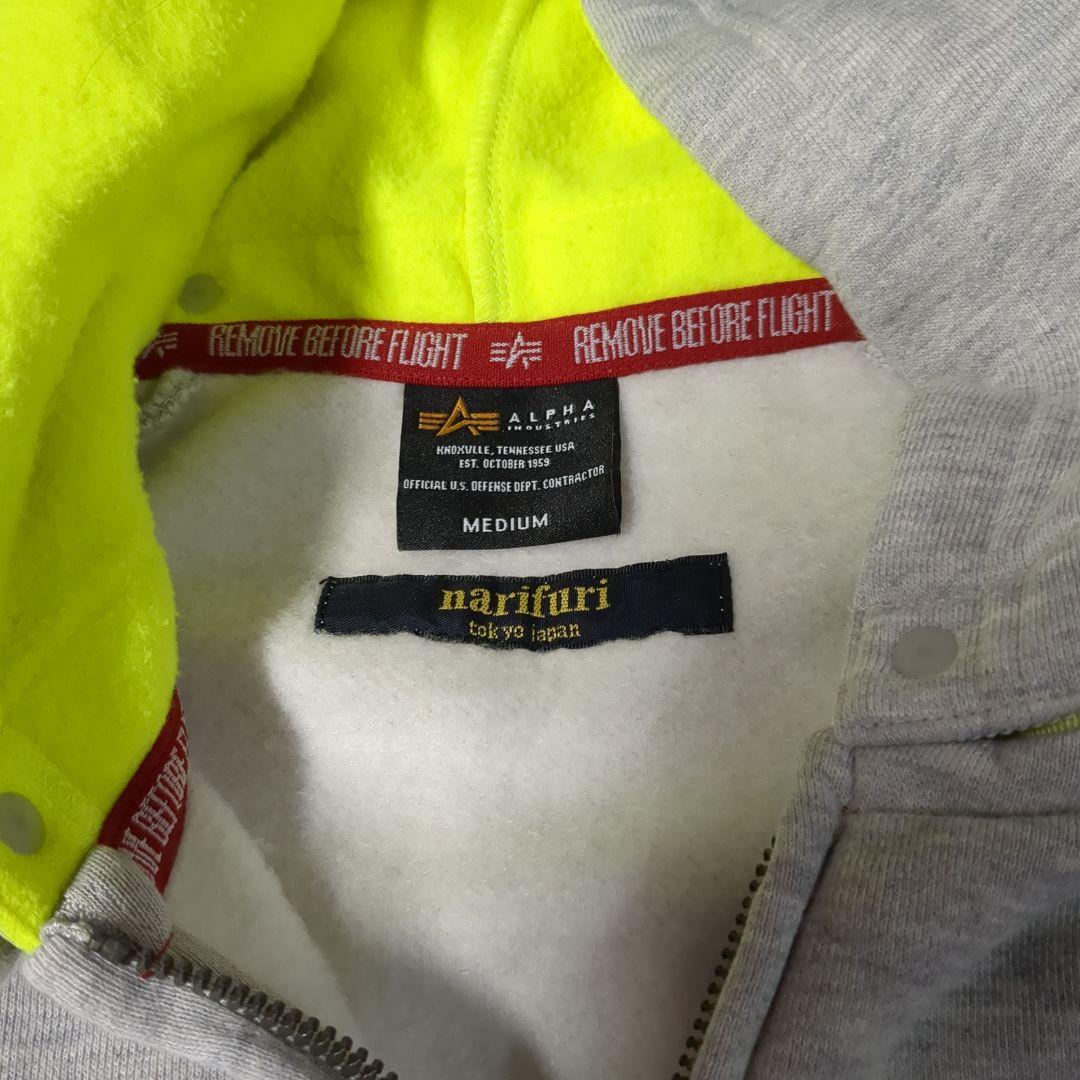 REMOVE BEFORE FLIGHT
REMOVE BEFORE FLIGHT
ALPHA
INDUSTRIES
KNOXVILLE, TENNESSEE USA
EST. OCTOBER 1959
OFFICIAL U.S. DEFENSE DEPT. CONTRACTOR
MEDIUM
narifuri
tokyo japan
BEFORE